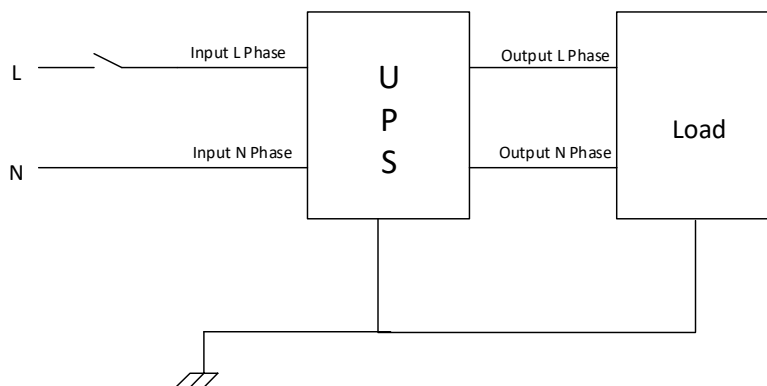 L
Input L Phase
Output L Phase
U
P
S
Load
N
Input N Phase
Output N Phase